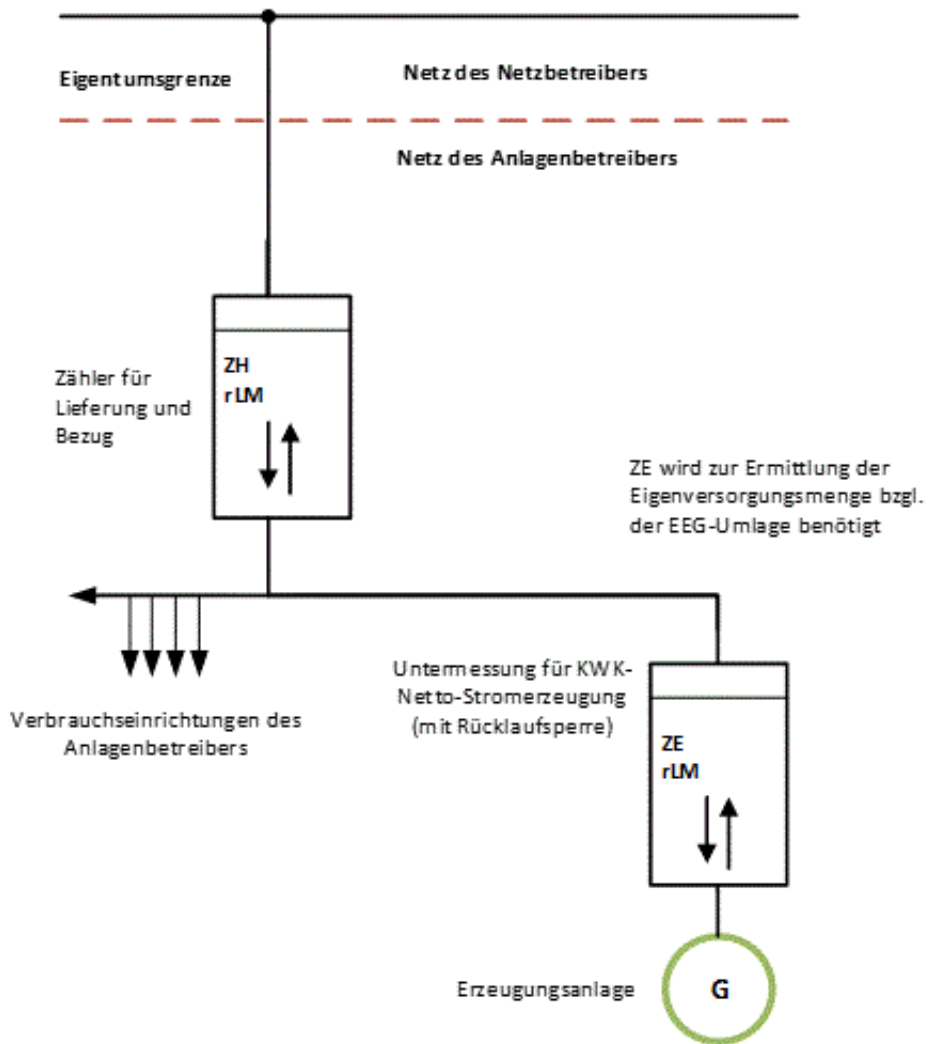 Eigentumsgrenze
Netz des Netzbetreibers
Netz des Anlagenbetreibers
Zähler für
Lieferung und
Bezug
ZH
rLM
ZE wird zur Ermittlung der
Eigenversorgungsmenge bzgl.
der EEG-Umlage benötigt
Verbrauchseinrichtungen des
Anlagenbetreibers
Untermessung für KWK-
Netto-Stromerzeugung
(mit Rücklaufsperre)
ZE
rLM
Erzeugungsanlage
G